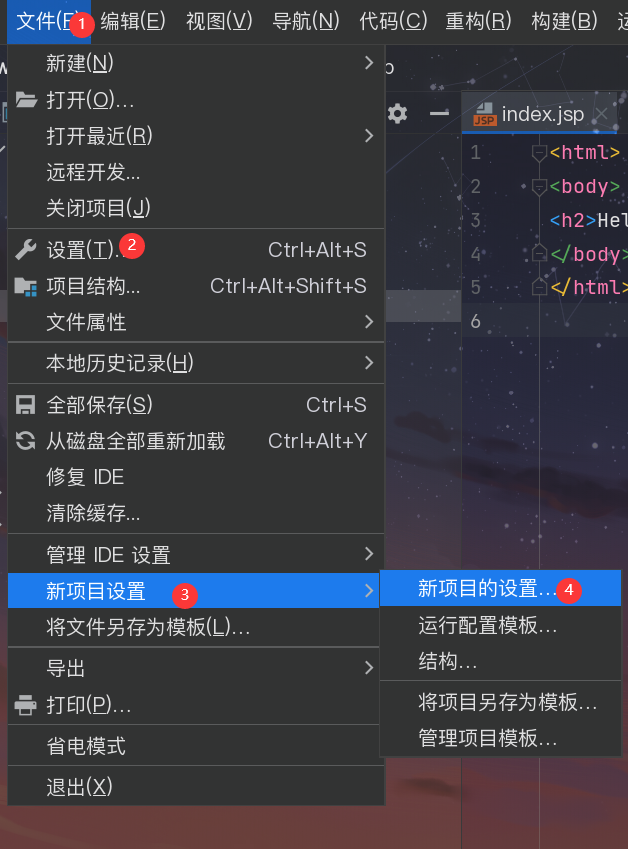 文件(F) 1 编辑(E) 视图(V) 导航(N) 代码(C) 重构(R) 构建(B)
新建(N)
打开(O)...
打开最近(R)
远程开发...
关闭项目(J)
设置(T)... 2 Ctrl+Alt+S
项目结构... Ctrl+Alt+Shift+S
文件属性
本地历史记录(H)
全部保存(S) Ctrl+S
从磁盘全部重新加载 Ctrl+Alt+Y
修复 IDE
清除缓存...
管理 IDE 设置
新项目设置 3
将文件另存为模板(L)...
导出
打印(P)...
省电模式
退出(X)
新项目的设置... 4
运行配置模板...
结构...
将项目另存为模板...
管理项目模板...
JSP index.jsp
1 <html>
2 <body>
3 <h2>Hel
4 </body>
5 </html>
6